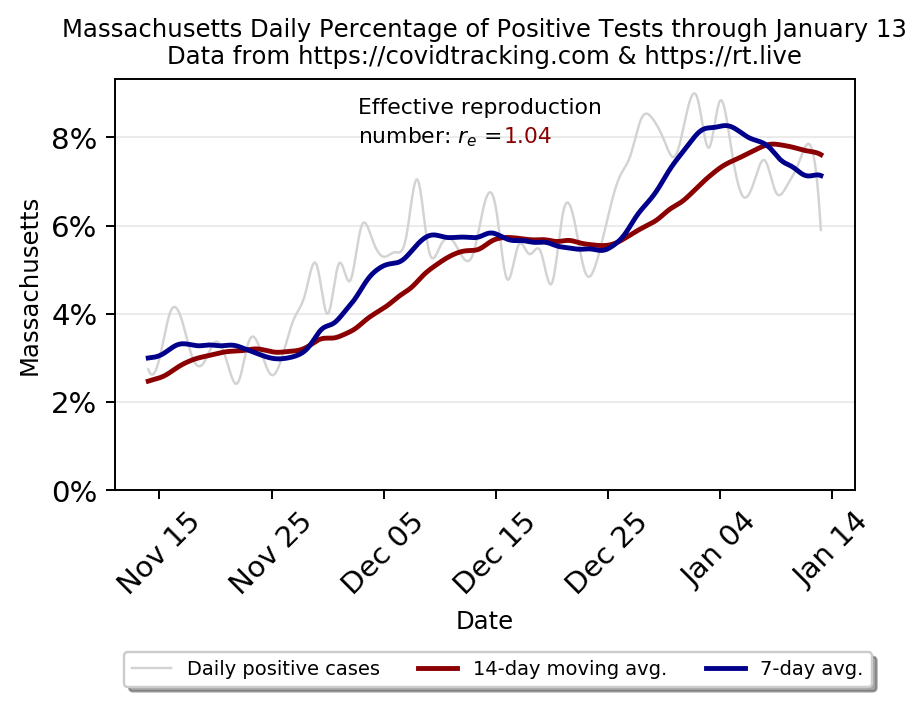 Massachusetts Daily Percentage of Positive Tests through January 13
Data from https://covidtracking.com & https://rt.live
Effective reproduction
number: re =1.04
Massachusetts
8%
6%
4%
2%
0%
Nov 15
Nov 25
Dec 05
Dec 15
Dec 25
Jan 04
Jan 14
Date
Daily positive cases
14-day moving avg.
7-day avg.